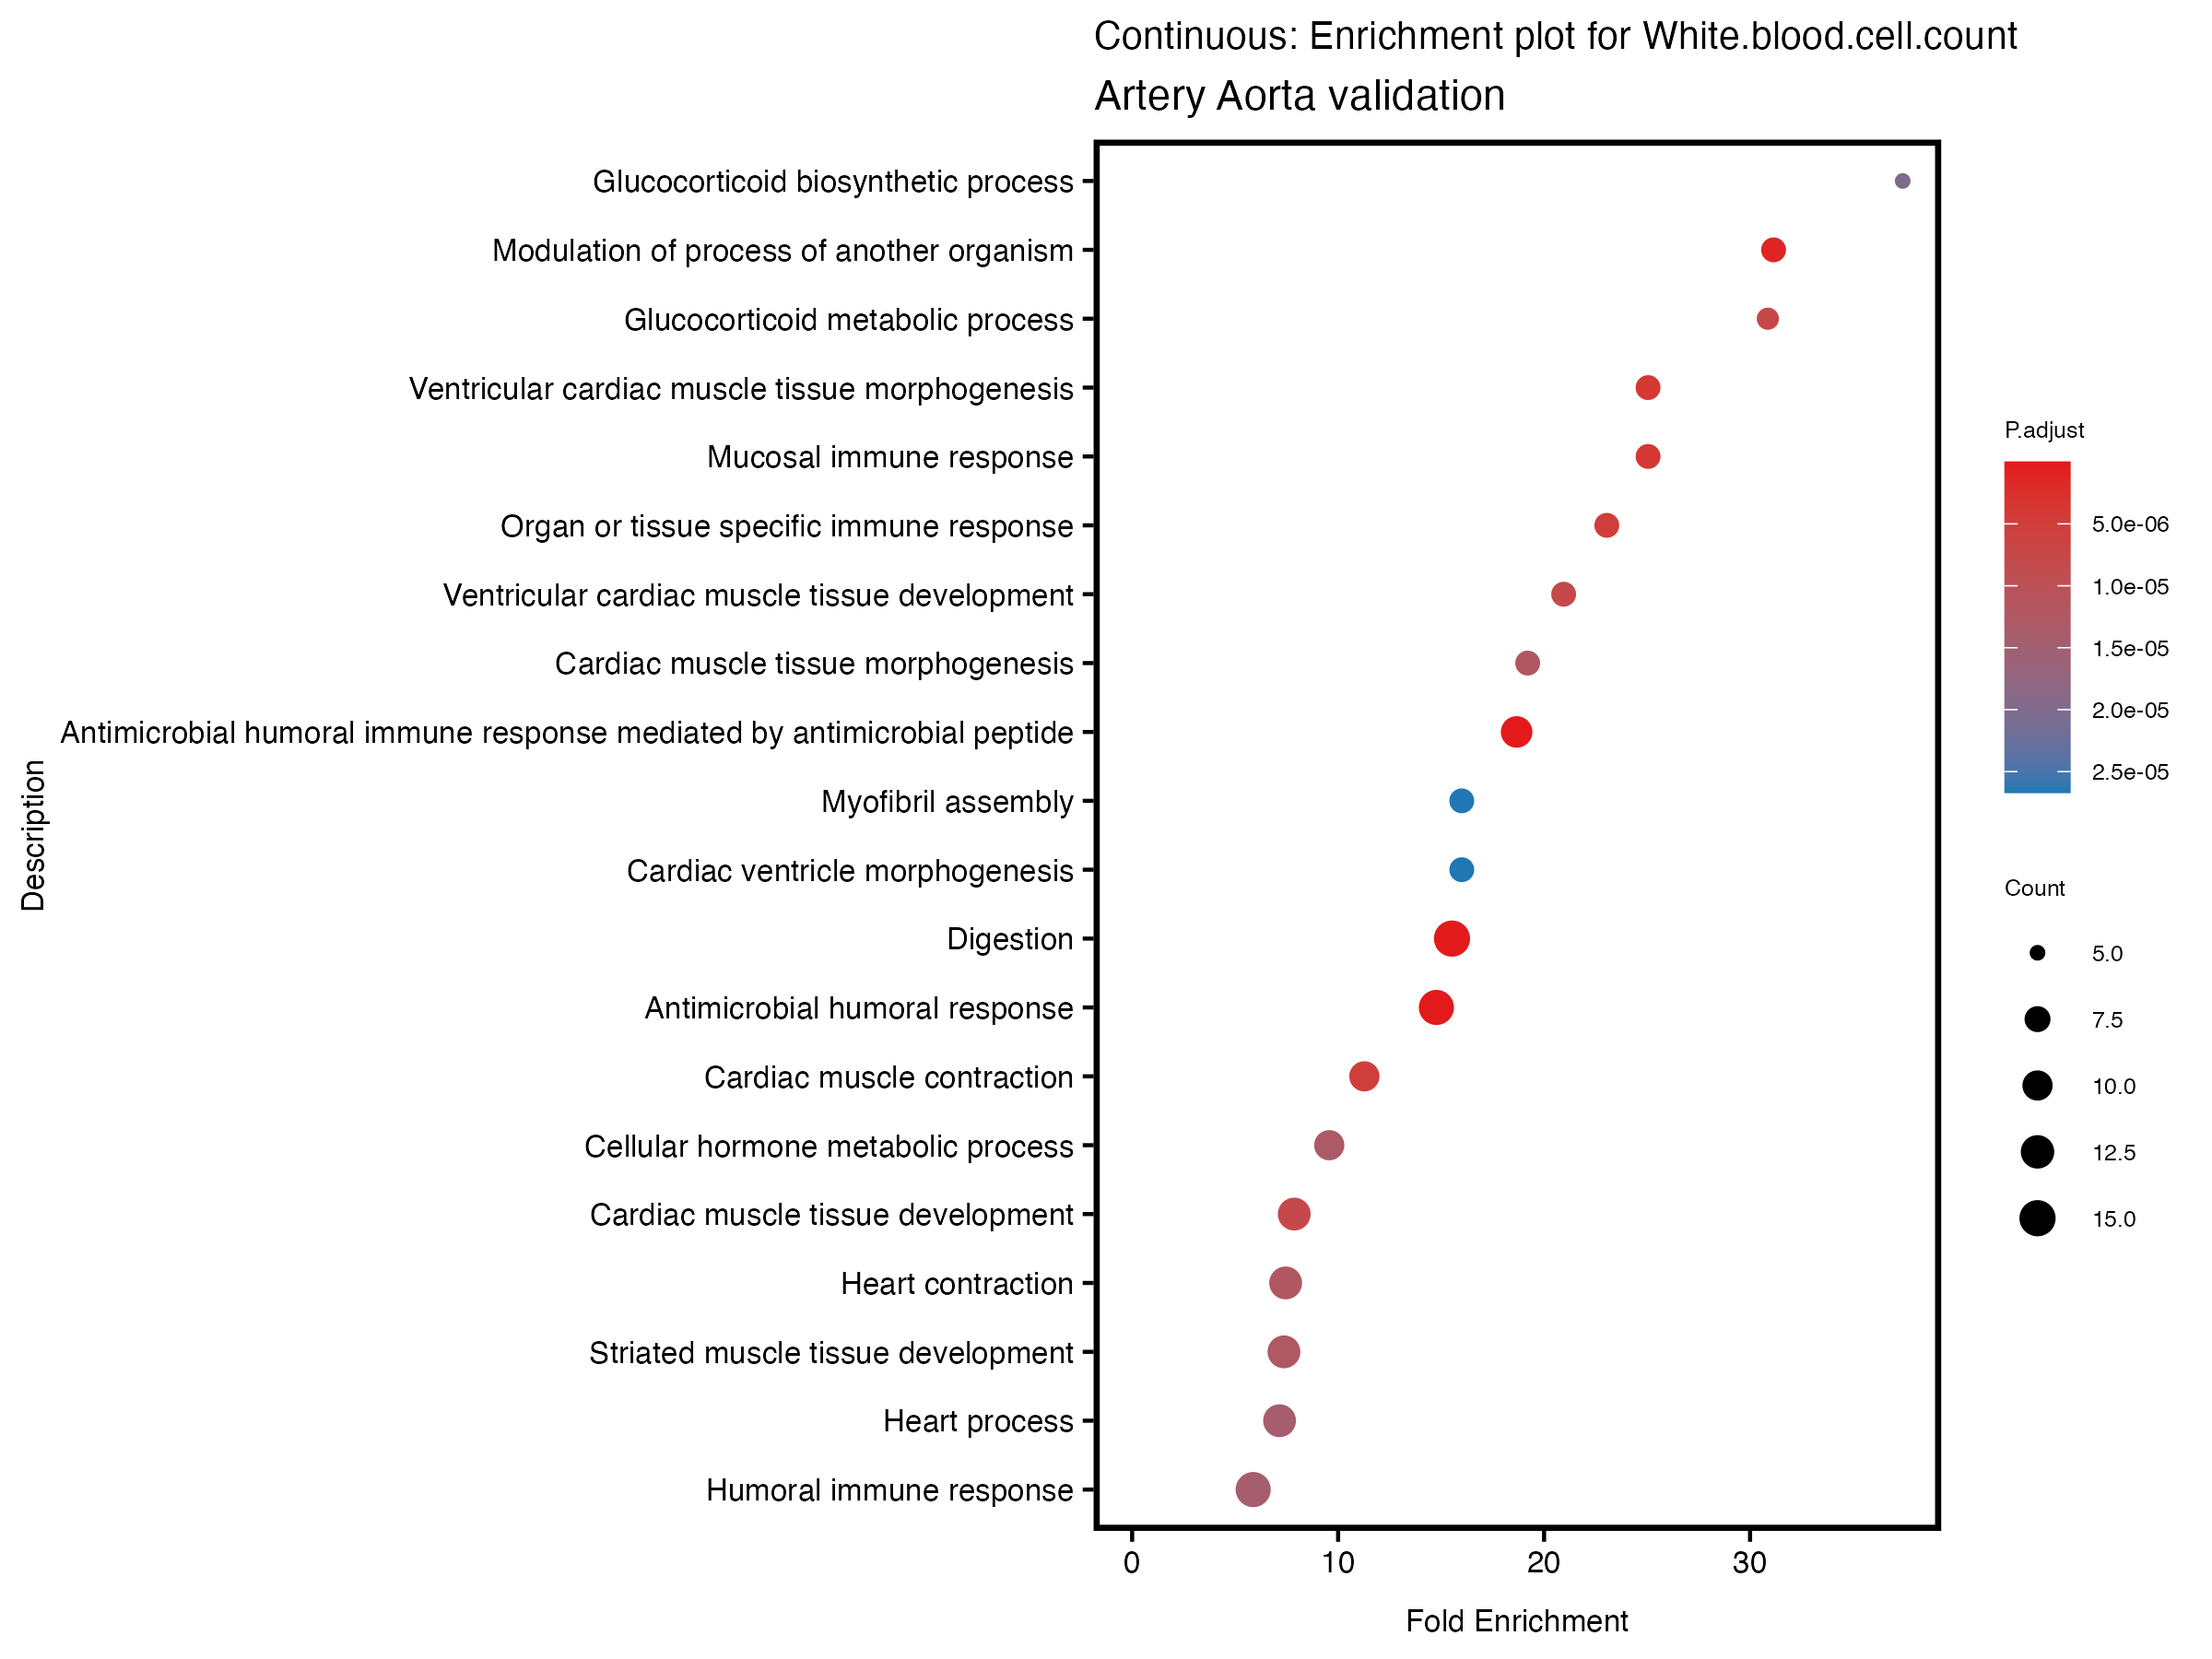 Continuous: Enrichment plot for White.blood.cell.count
Artery Aorta validation
Description
Glucocorticoid biosynthetic process
Modulation of process of another organism
Glucocorticoid metabolic process
Ventricular cardiac muscle tissue morphogenesis
Mucosal immune response
Organ or tissue specific immune response
Ventricular cardiac muscle tissue development
Cardiac muscle tissue morphogenesis
Antimicrobial humoral immune response mediated by antimicrobial peptide
Myofibril assembly
Cardiac ventricle morphogenesis
Digestion
Antimicrobial humoral response
Cardiac muscle contraction
Cellular hormone metabolic process
Cardiac muscle tissue development
Heart contraction
Striated muscle tissue development
Heart process
Humoral immune response
0 10 20 30
Fold Enrichment
P.adjust
5.0e-06
1.0e-05
1.5e-05
2.0e-05
2.5e-05
Count
5.0
7.5
10.0
12.5
15.0